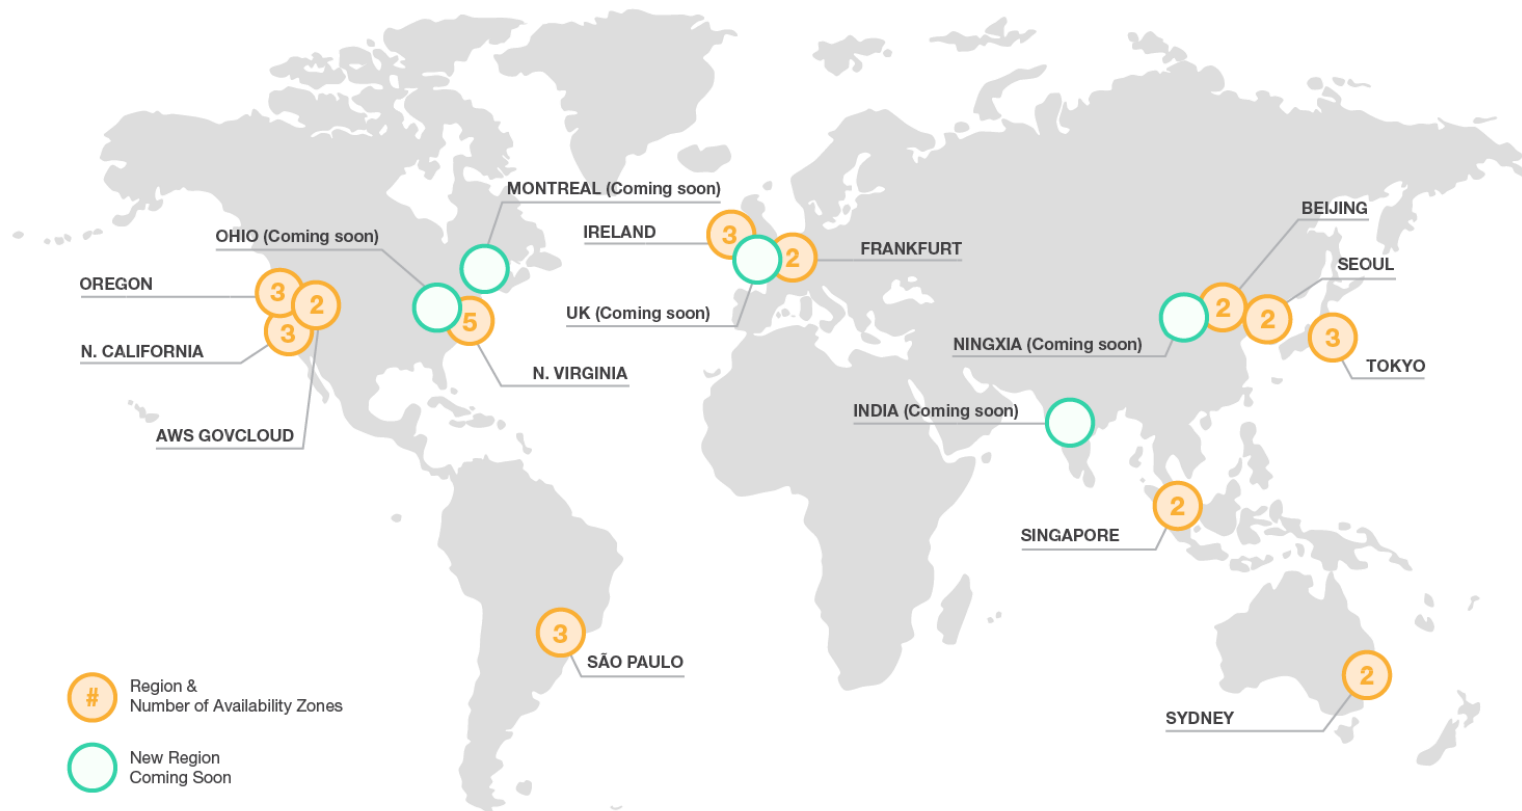 MONTREAL (Coming soon)
BEIJING
IRELAND
3
OHIO (Coming soon)
FRANKFURT
2
SEOUL
OREGON
3
2
UK (Coming soon)
2
2
5
3
N. CALIFORNIA
NINGXIA (Coming soon)
3
TOKYO
N. VIRGINIA
INDIA (Coming soon)
AWS GOVCLOUD
2
SINGAPORE
3
SÃO PAULO
2
SYDNEY
#
Region &
Number of Availability Zones
New Region
Coming Soon